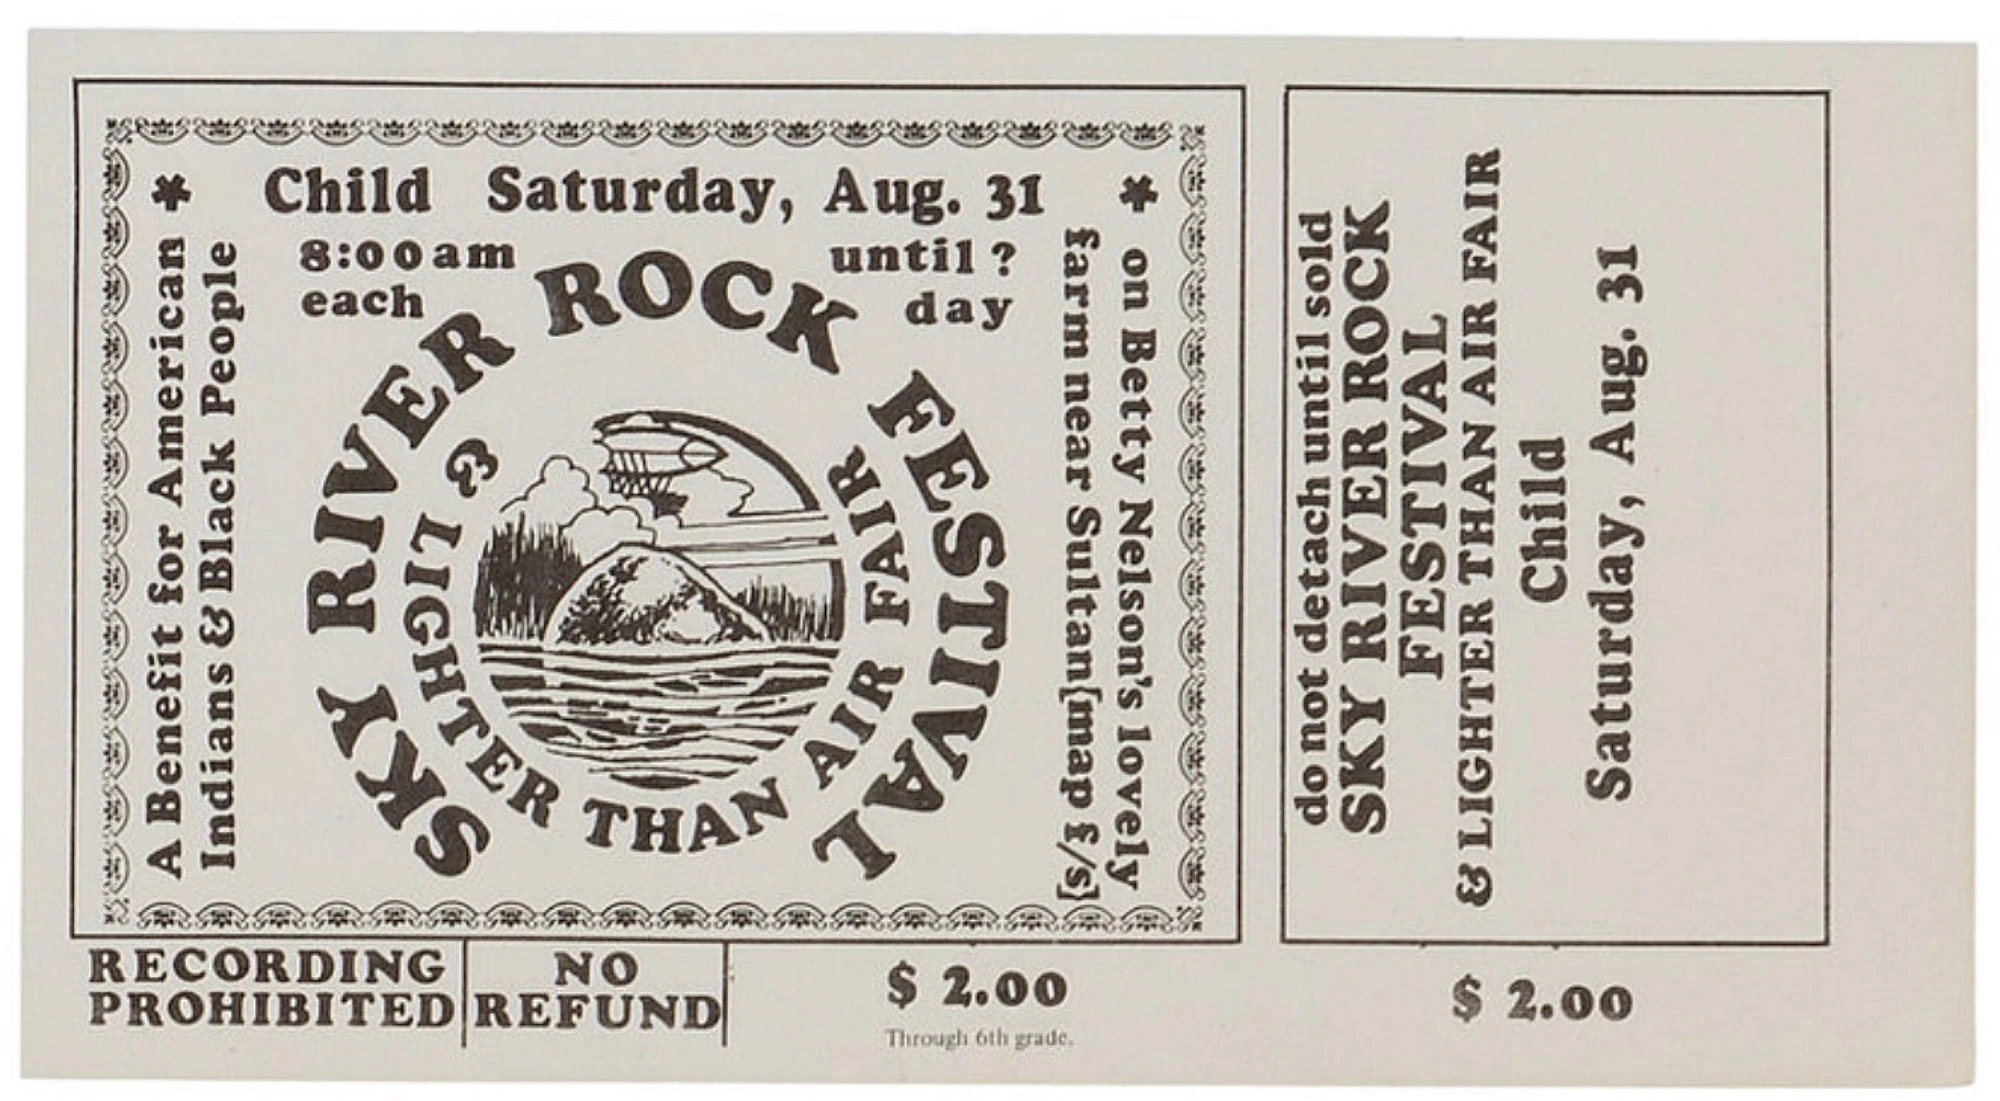 Child Saturday, Aug. 31
8:00am until ?
each day
* A Benefit for American
Indians & Black People
SKY RIVER ROCK FESTIVAL
& LIGHTER THAN AIR FAIR
* on Betty Nelson's lovely
farm near Sultan{map f/s}
RECORDING
PROHIBITED
NO
REFUND
$ 2.00
Through 6th grade.
do not detach until sold
SKY RIVER ROCK
FESTIVAL
& LIGHTER THAN AIR FAIR
Child
Saturday, Aug. 31
$ 2.00